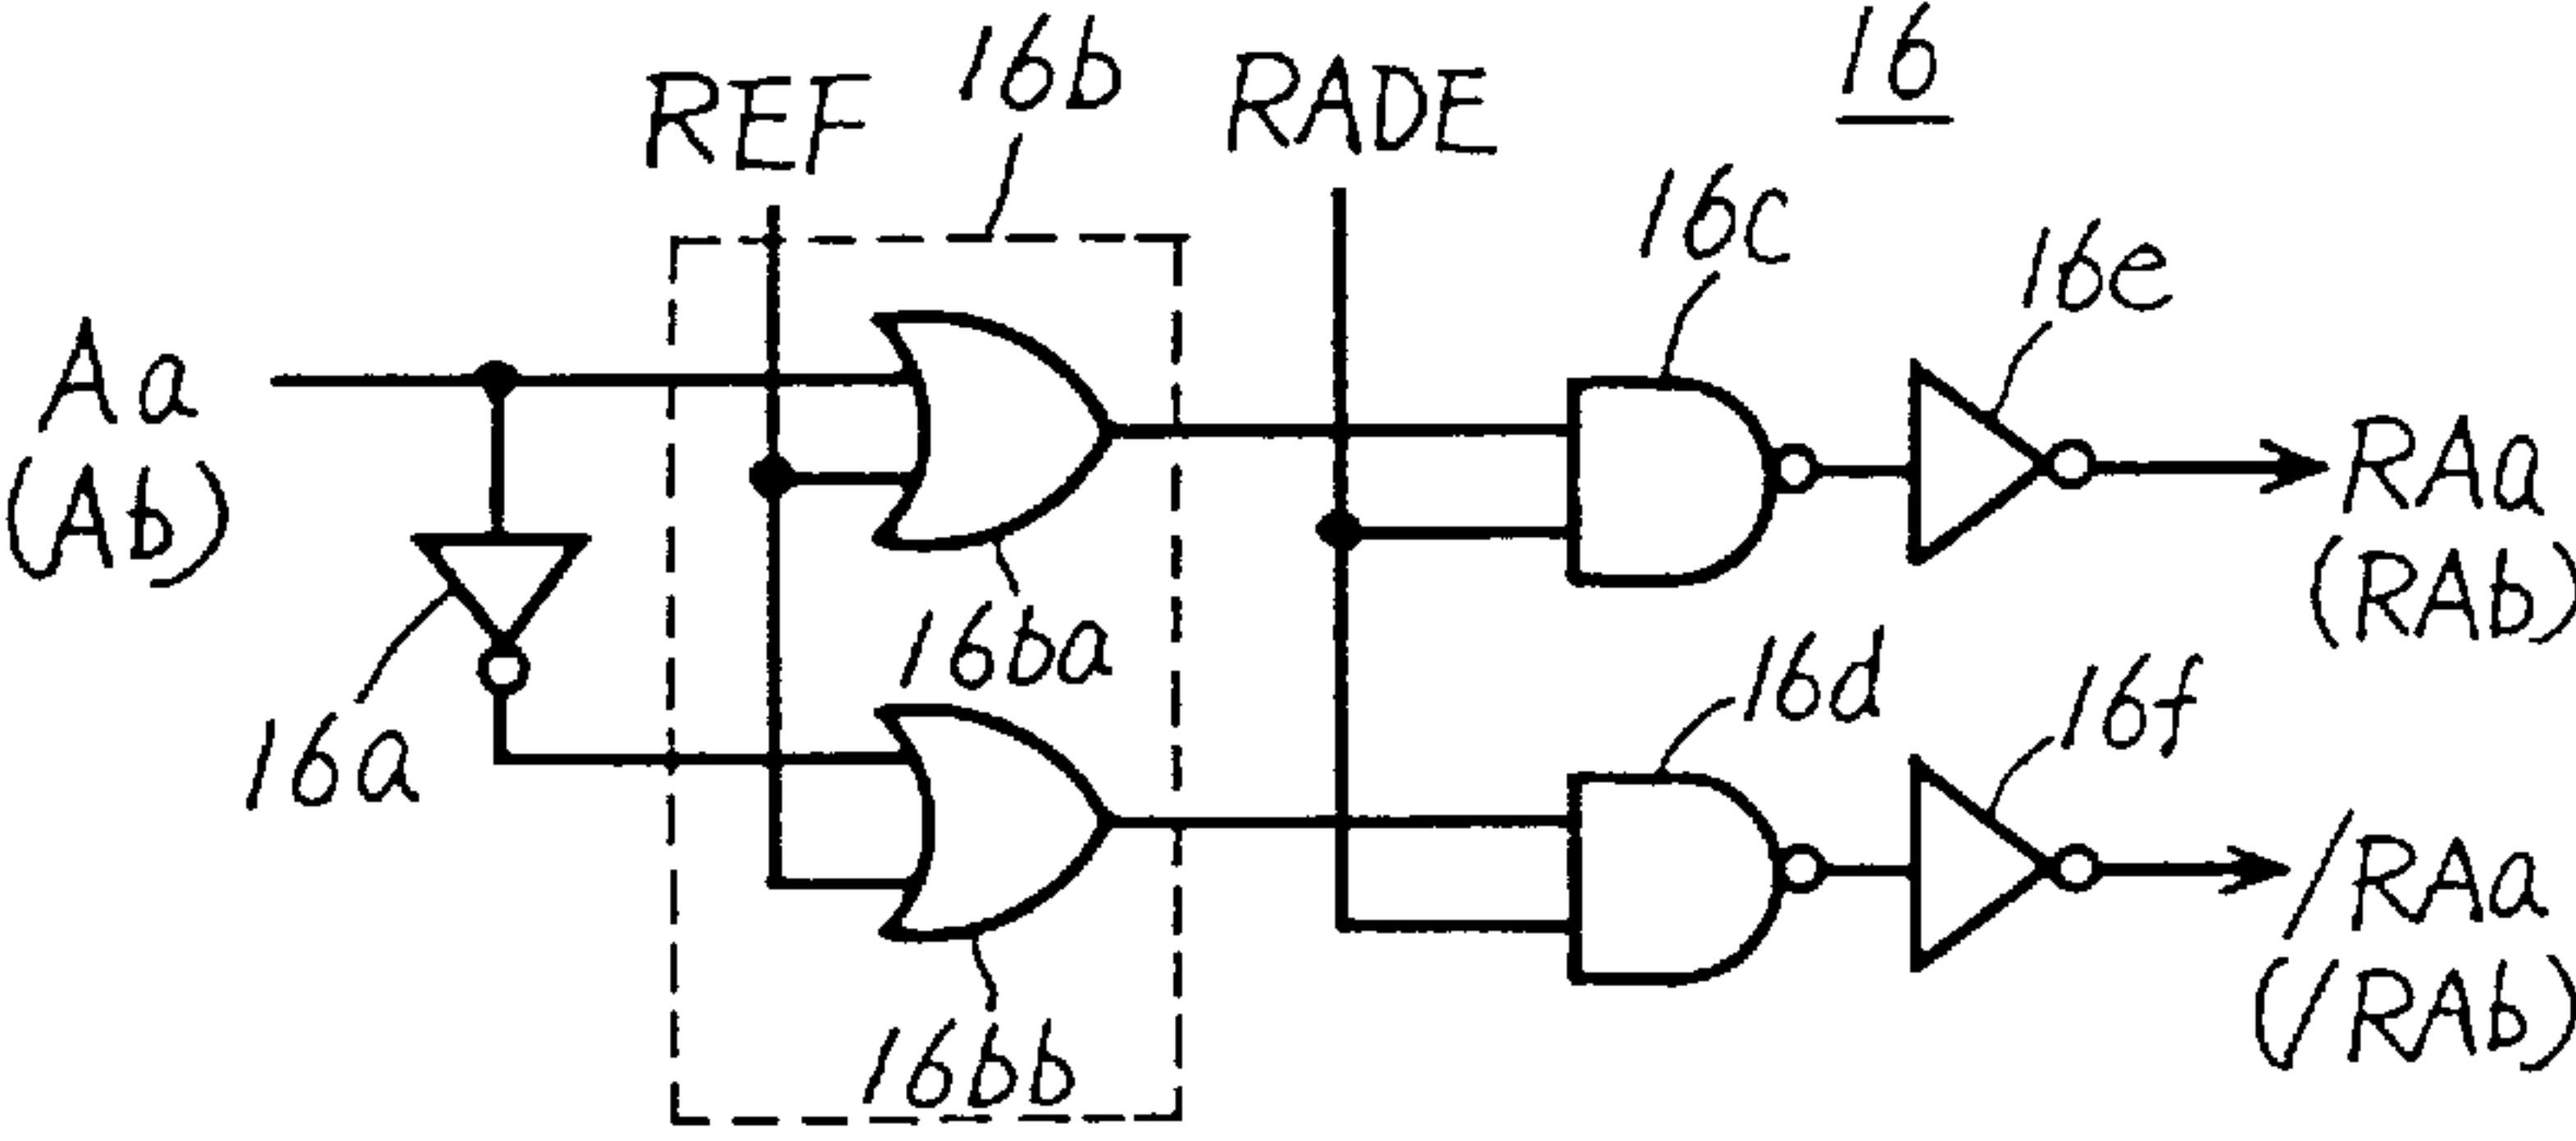 16
16b
REF
RADE
16c
16e
Aa
(Ab)
RAa
(RAb)
16ba
16a
16d
16f
/RAa
(/RAb)
16bb